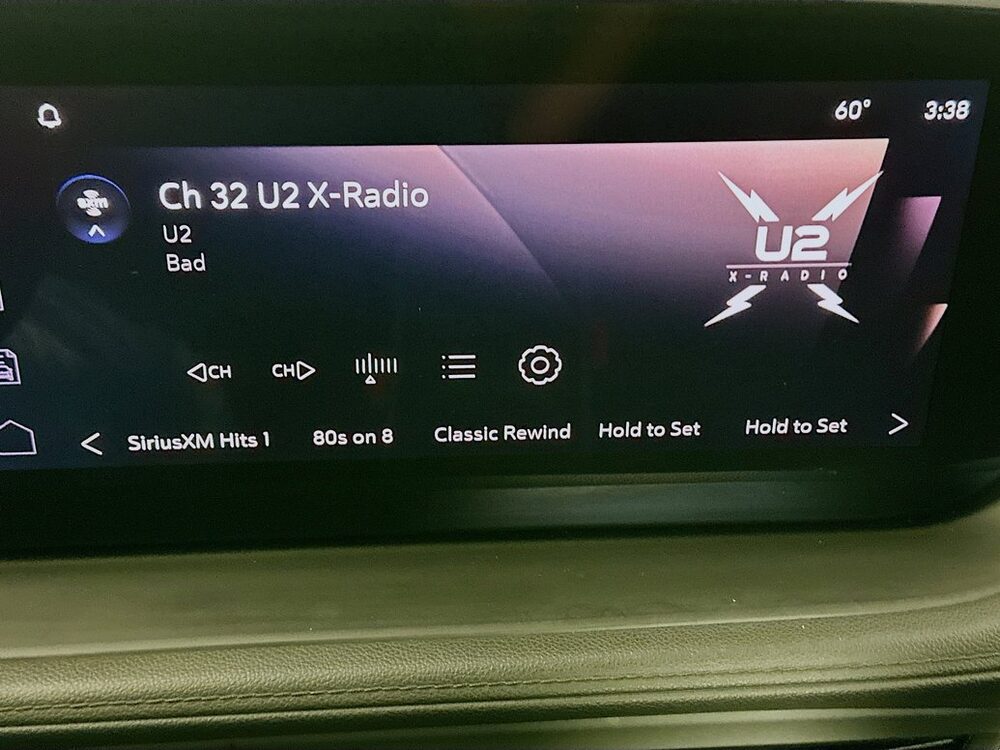 60° 3:38
sxm
Ch 32 U2 X-Radio
U2
Bad
U2
X-RADIO
CH CH
SiriusXM Hits 1 80s on 8 Classic Rewind Hold to Set Hold to Set